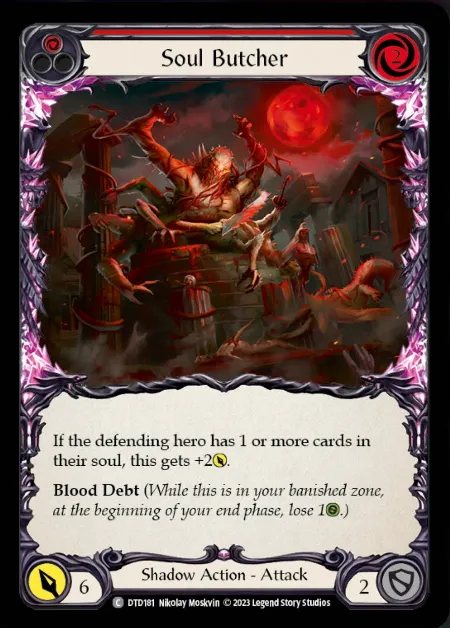 Soul Butcher
2
If the defending hero has 1 or more cards in
their soul, this gets +2.
Blood Debt (While this is in your banished zone,
at the beginning of your end phase, lose 1.)
6
Shadow Action - Attack
2
C DTD181 Nikolay Moskvin © 2023 Legend Story Studios